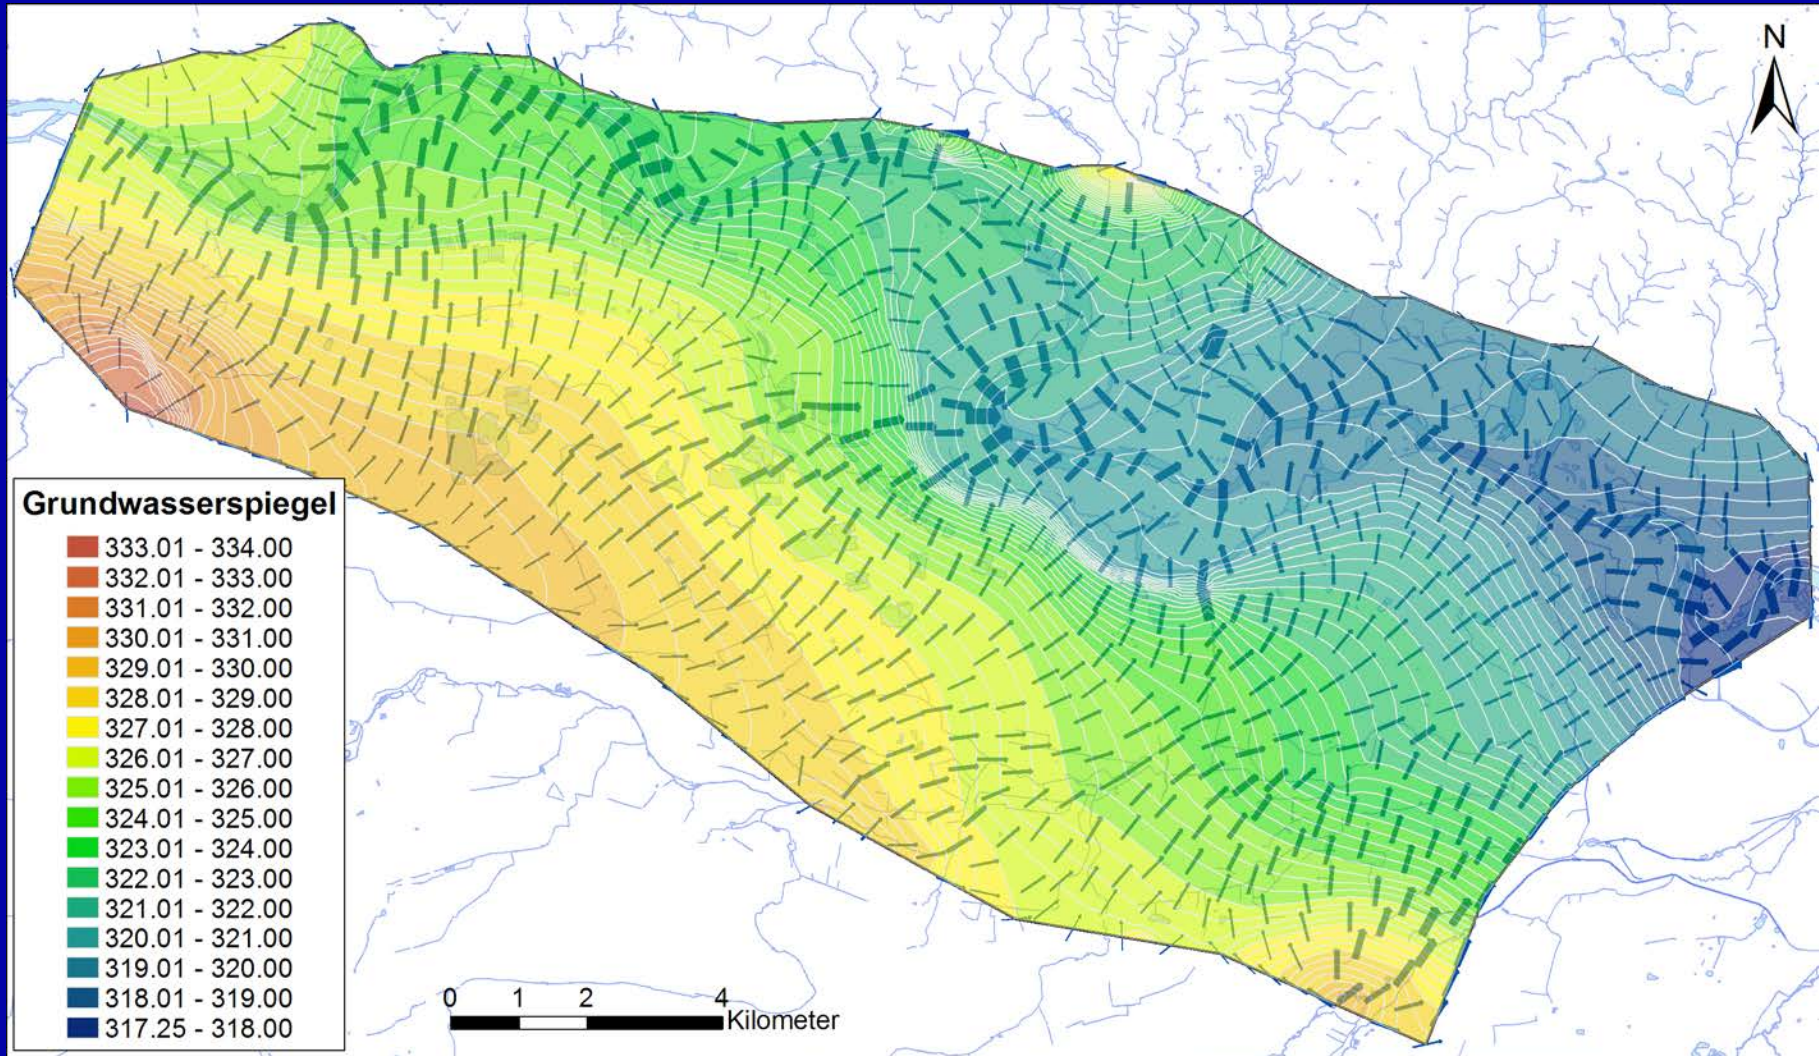 N
Grundwasserspiegel
333.01 - 334.00
332.01 - 333.00
331.01 - 332.00
330.01 - 331.00
329.01 - 330.00
328.01 - 329.00
327.01 - 328.00
326.01 - 327.00
325.01 - 326.00
324.01 - 325.00
323.01 - 324.00
322.01 - 323.00
321.01 - 322.00
320.01 - 321.00
319.01 - 320.00
318.01 - 319.00
317.25 - 318.00
0 1 2 4
Kilometer